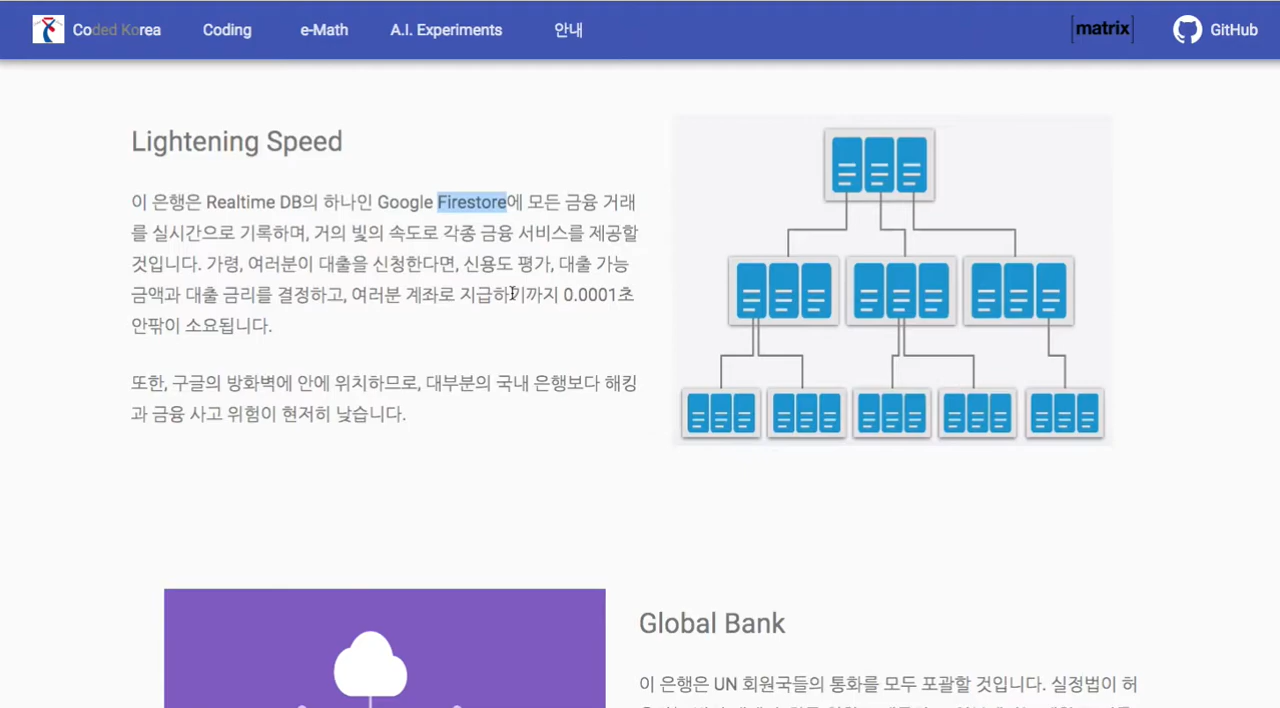 Coded Korea Coding e-Math A.I. Experiments 안내 matrix GitHub
Lightening Speed
이 은행은 Realtime DB의 하나인 Google Firestore에 모든 금융 거래
를 실시간으로 기록하며, 거의 빛의 속도로 각종 금융 서비스를 제공할
것입니다. 가령, 여러분이 대출을 신청한다면, 신용도 평가, 대출 가능
금액과 대출 금리를 결정하고, 여러분 계좌로 지급하기까지 0.0001초
안팎이 소요됩니다.
또한, 구글의 방화벽에 안에 위치하므로, 대부분의 국내 은행보다 해킹
과 금융 사고 위험이 현저히 낮습니다.
Global Bank
이 은행은 UN 회원국들의 통화를 모두 포괄할 것입니다. 실정법이 허